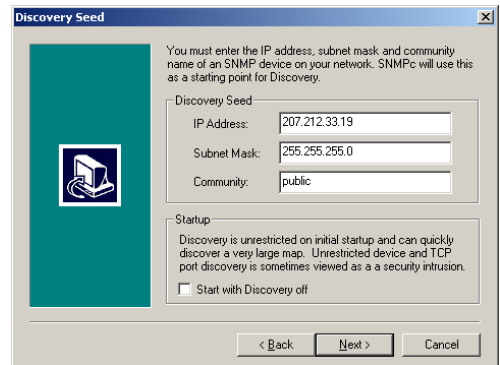 Discovery Seed
You must enter the IP address, subnet mask and community
name of an SNMP device on your network. SNMPc will use this
as a starting point for Discovery.
Discovery Seed
IP Address: 207.212.33.19
Subnet Mask: 255.255.255.0
Community: public
Startup
Discovery is unrestricted on initial startup and can quickly
discover a very large map. Unrestricted device and TCP
port discovery is sometimes viewed as a a security intrusion.
Start with Discovery off
< Back Next > Cancel